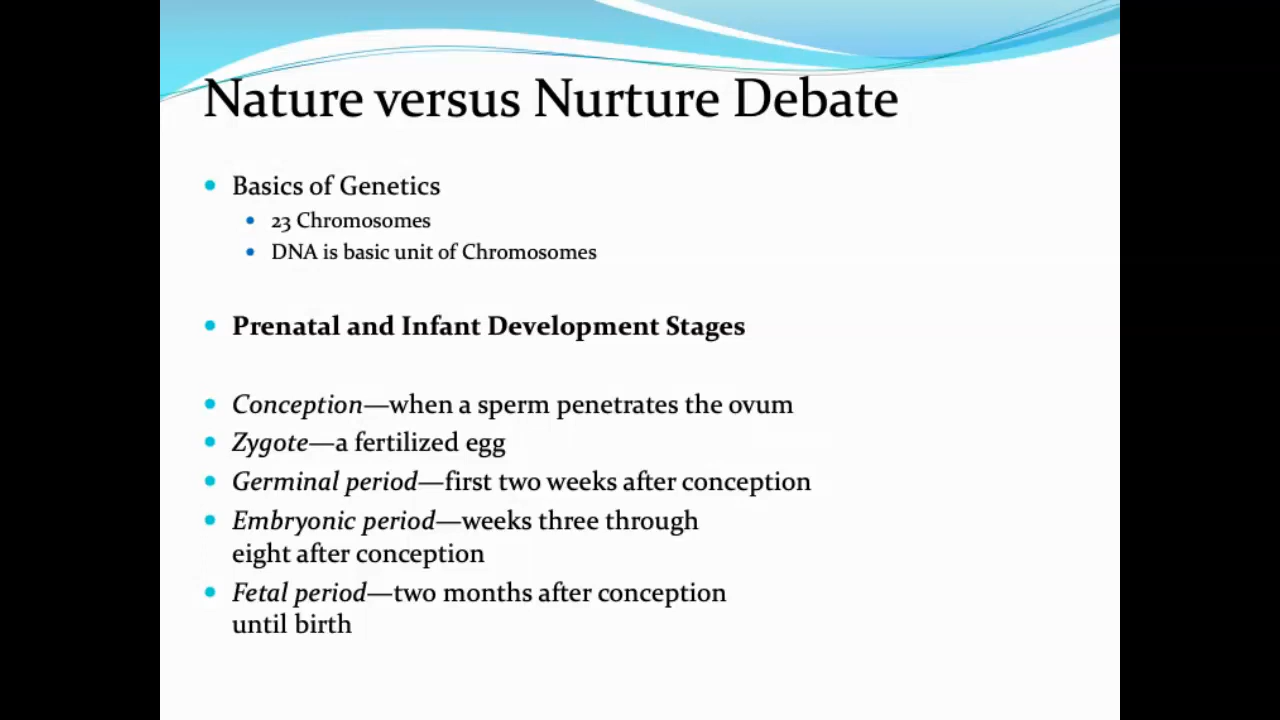 Nature versus Nurture Debate
Basics of Genetics
23 Chromosomes
DNA is basic unit of Chromosomes
Prenatal and Infant Development Stages
Conception—when a sperm penetrates the ovum
Zygote—a fertilized egg
Germinal period—first two weeks after conception
Embryonic period—weeks three through
eight after conception
Fetal period—two months after conception
until birth